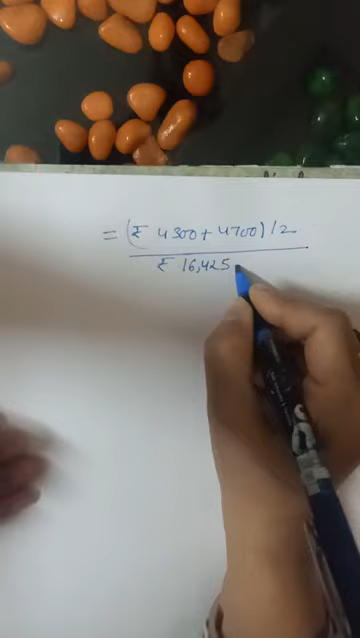 = (₹ 4300 + 4700) / 2
₹ 16,425